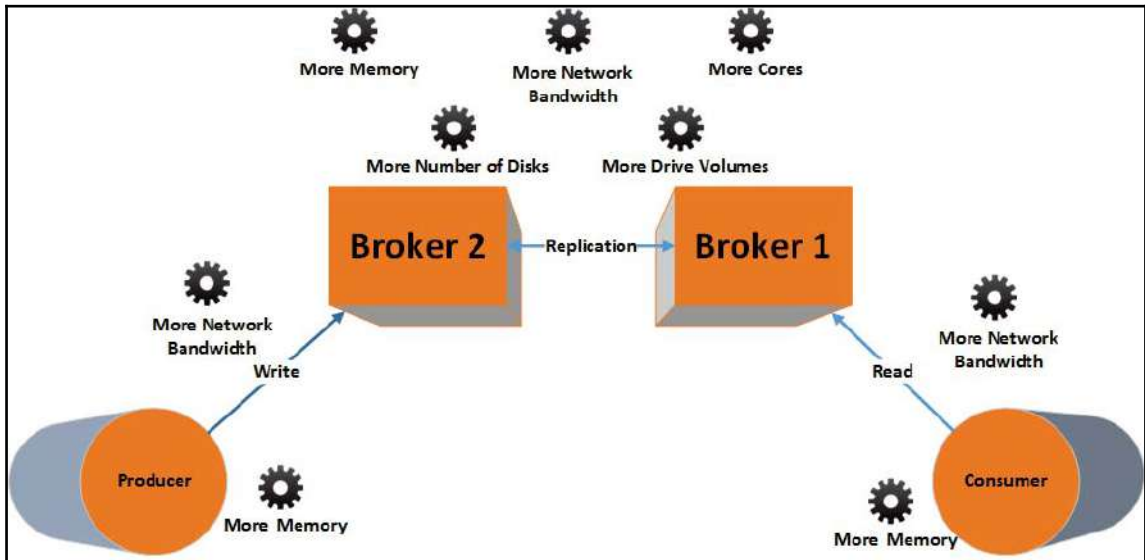 More Memory
More Network
Bandwidth
More Cores
More Number of Disks
More Drive Volumes
Broker 2
Replication
Broker 1
More Network
Bandwidth
Write
More Network
Bandwidth
Read
Producer
More Memory
Consumer
More Memory